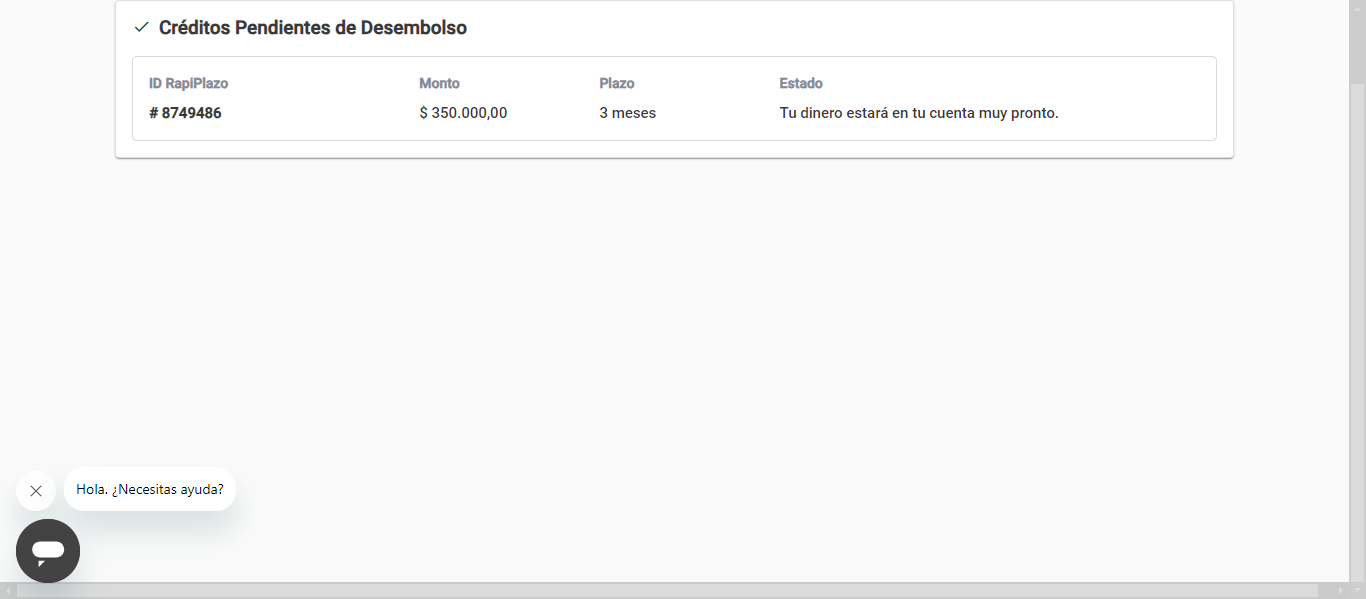 Créditos Pendientes de Desembolso
ID RapiPlazo Monto Plazo Estado
# 8749486 $ 350.000,00 3 meses Tu dinero estará en tu cuenta muy pronto.
Hola. ¿Necesitas ayuda?